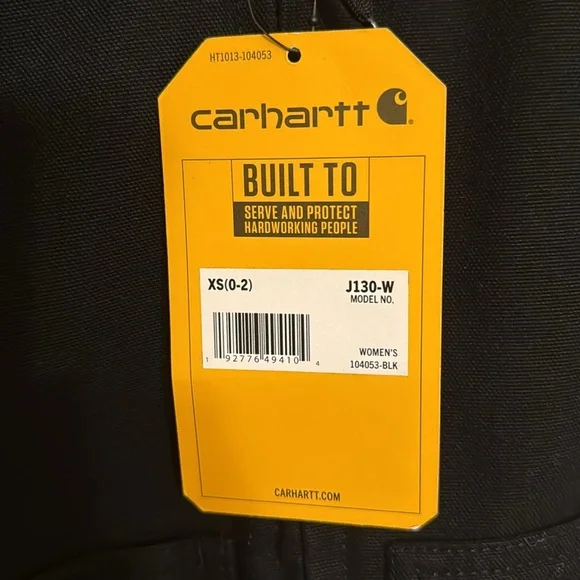 HT1013-104053
carhartt
BUILT TO
SERVE AND PROTECT
HARDWORKING PEOPLE
XS(0-2) J130-W
MODEL NO.
1 92776 49410 4
WOMEN'S
104053-BLK
CARHARTT.COM